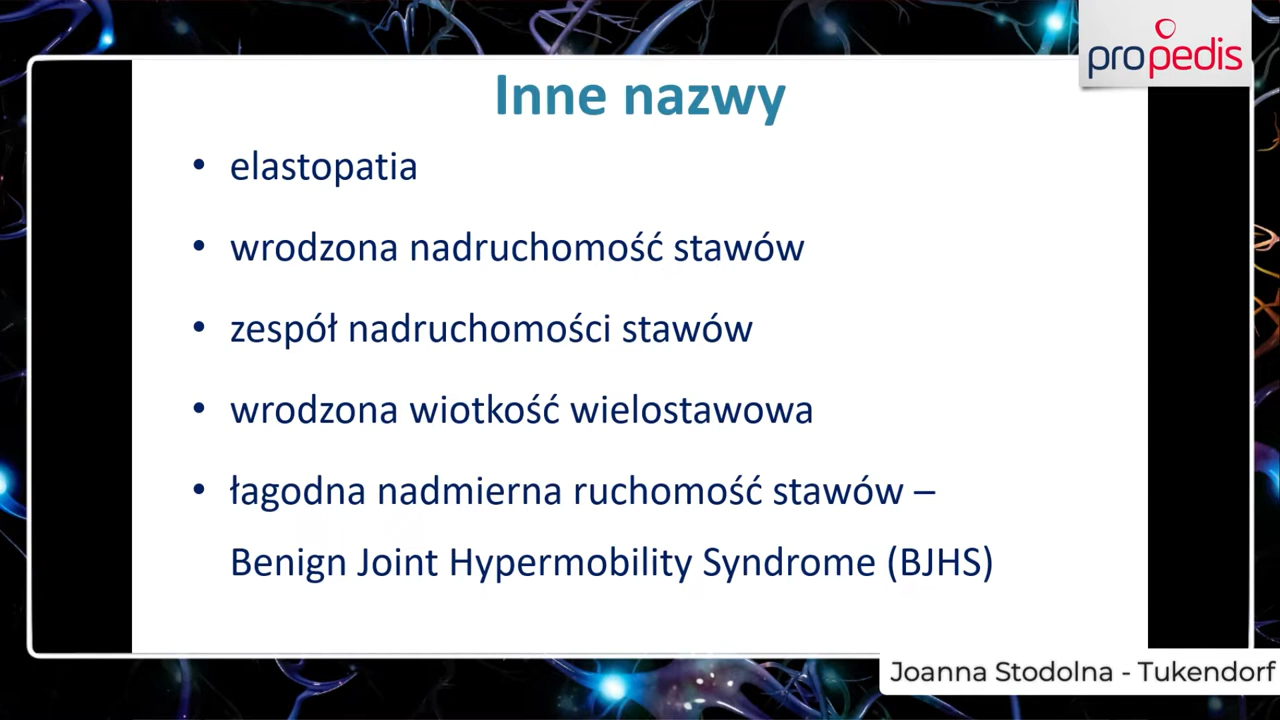 propedis
Inne nazwy
• elastopatia
• wrodzona nadruchomość stawów
• zespół nadruchomości stawów
• wrodzona wiotkość wielostawowa
• łagodna nadmierna ruchomość stawów –
Benign Joint Hypermobility Syndrome (BJHS)
Joanna Stodolna - Tukendorf